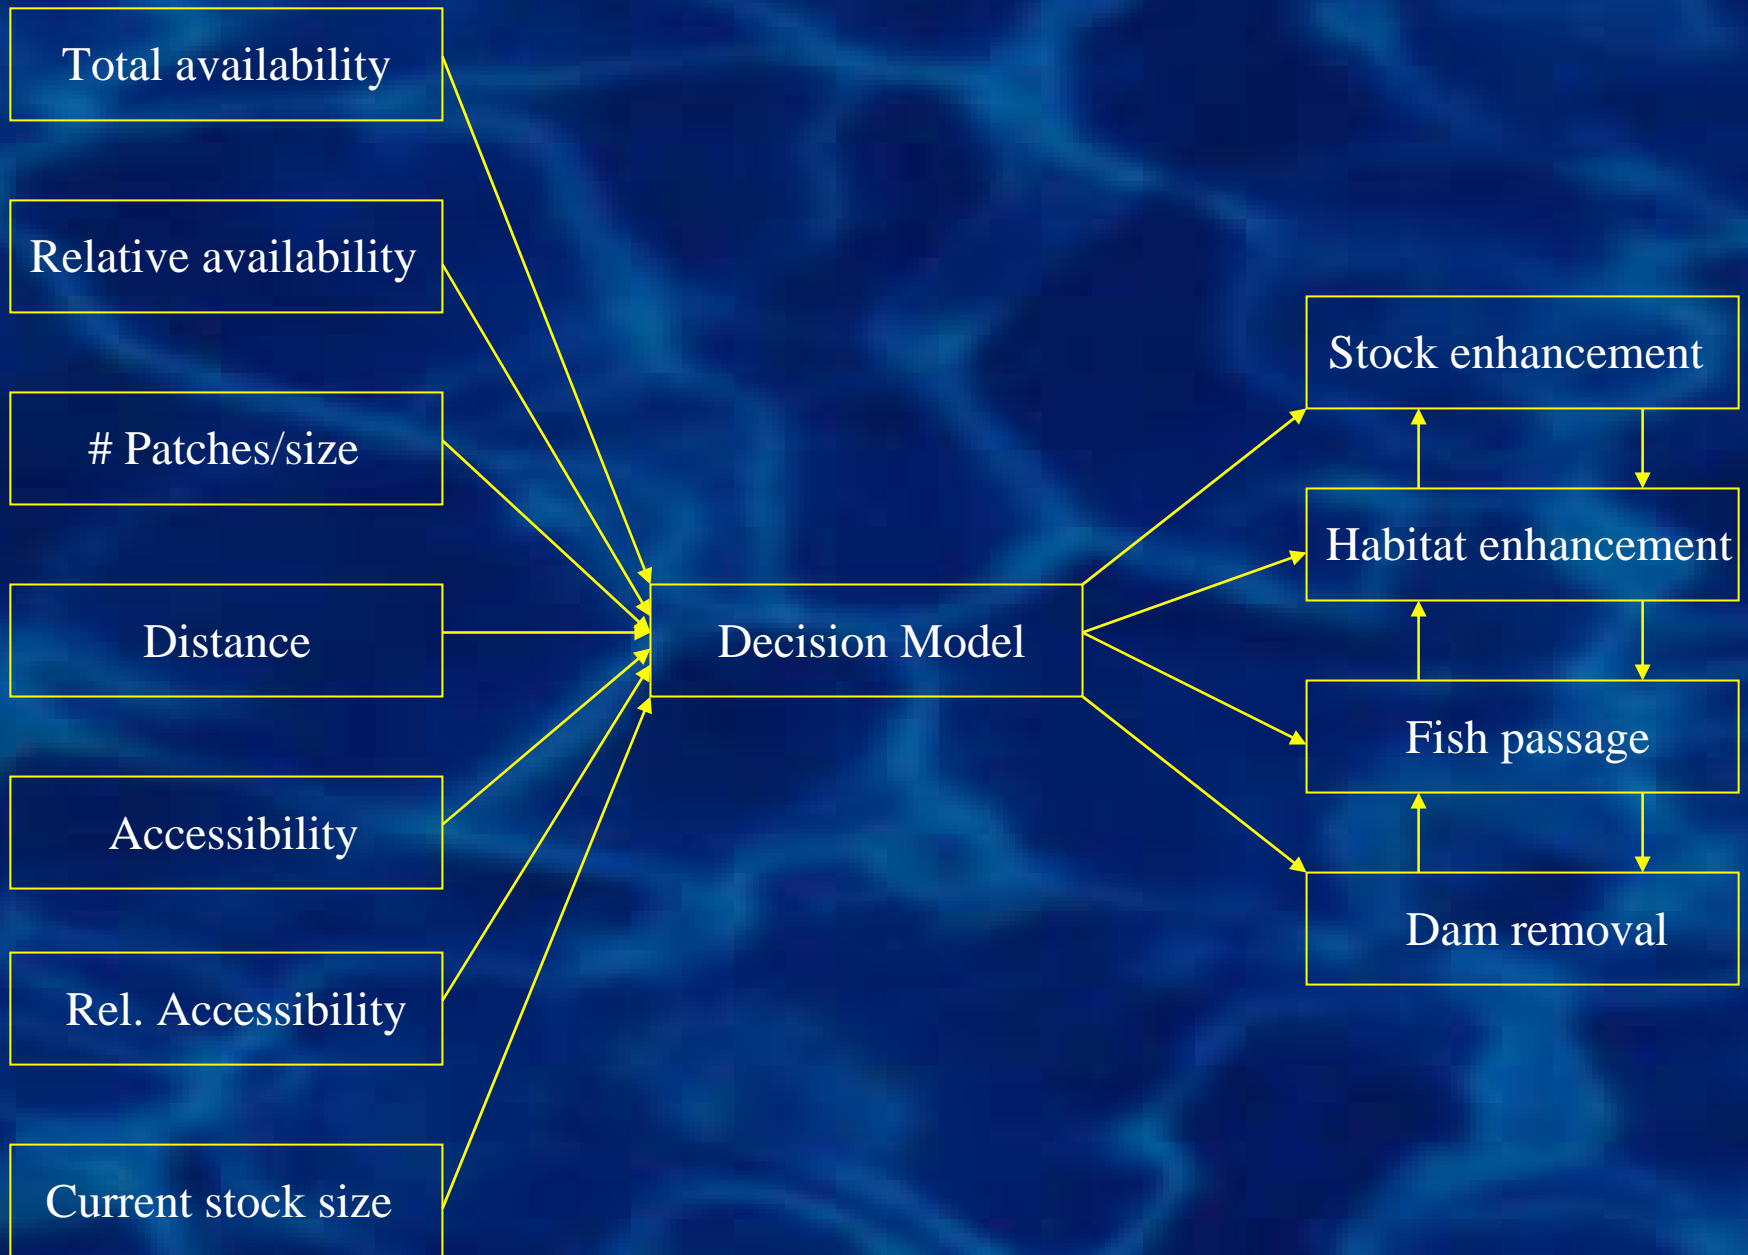 Total availability
Relative availability
# Patches/size
Distance
Accessibility
Rel. Accessibility
Current stock size
Decision Model
Stock enhancement
Habitat enhancement
Fish passage
Dam removal